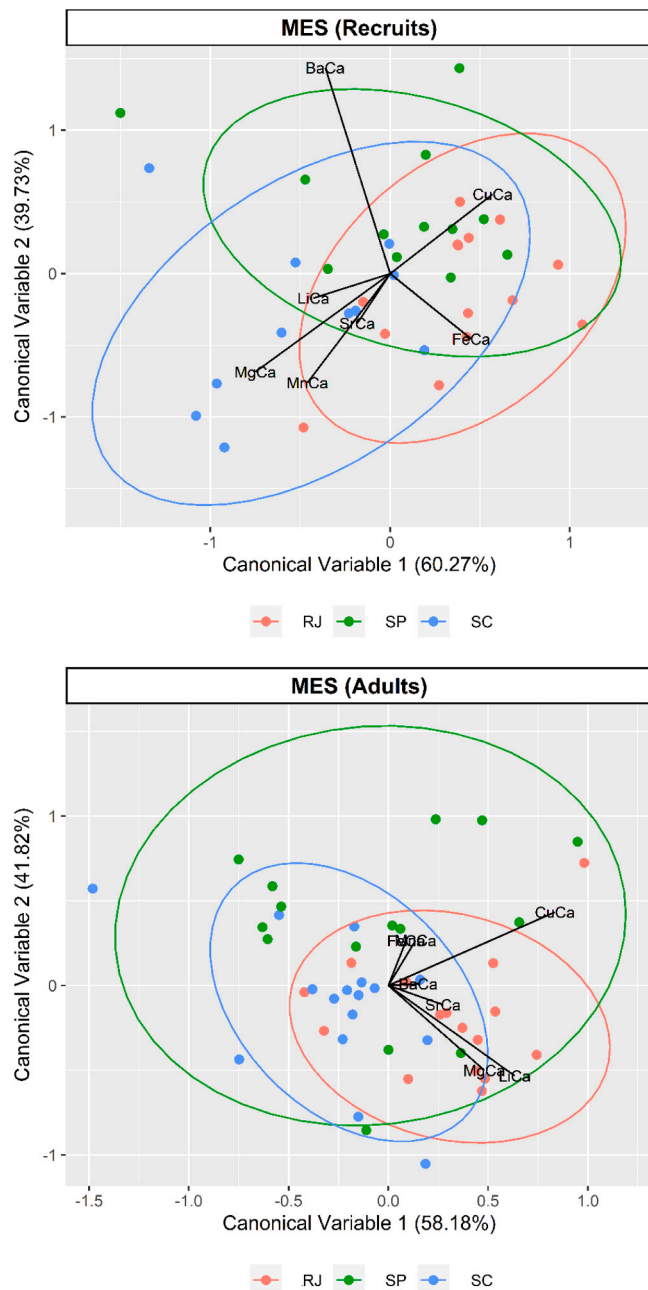 MES (Recruits)
BaCa
1
CuCa
0
LiCa
SrCa
FeCa
MgCa
MnCa
-1
Canonical Variable 2 (39.73%)
-1
0
1
Canonical Variable 1 (60.27%)
RJ SP SC
MES (Adults)
1
CuCa
0
BaCa
SrCa
MgCa
LiCa
-1
Canonical Variable 2 (41.82%)
-1.5 -1.0 -0.5 0.0 0.5 1.0
Canonical Variable 1 (58.18%)
RJ SP SC